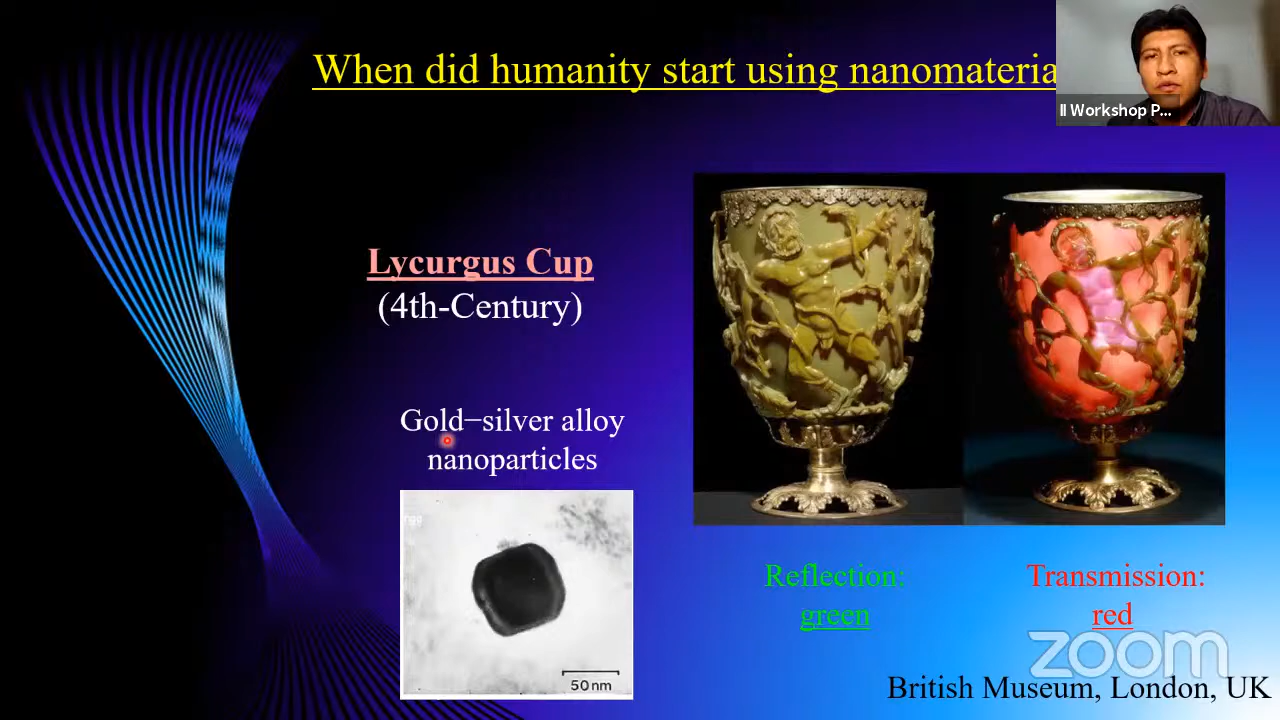 When did humanity start using nanomateria
II Workshop P...
Lycurgus Cup
(4th-Century)
Gold−silver alloy
nanoparticles
50 nm
Reflection:
green
Transmission:
red
zoom
British Museum, London, UK